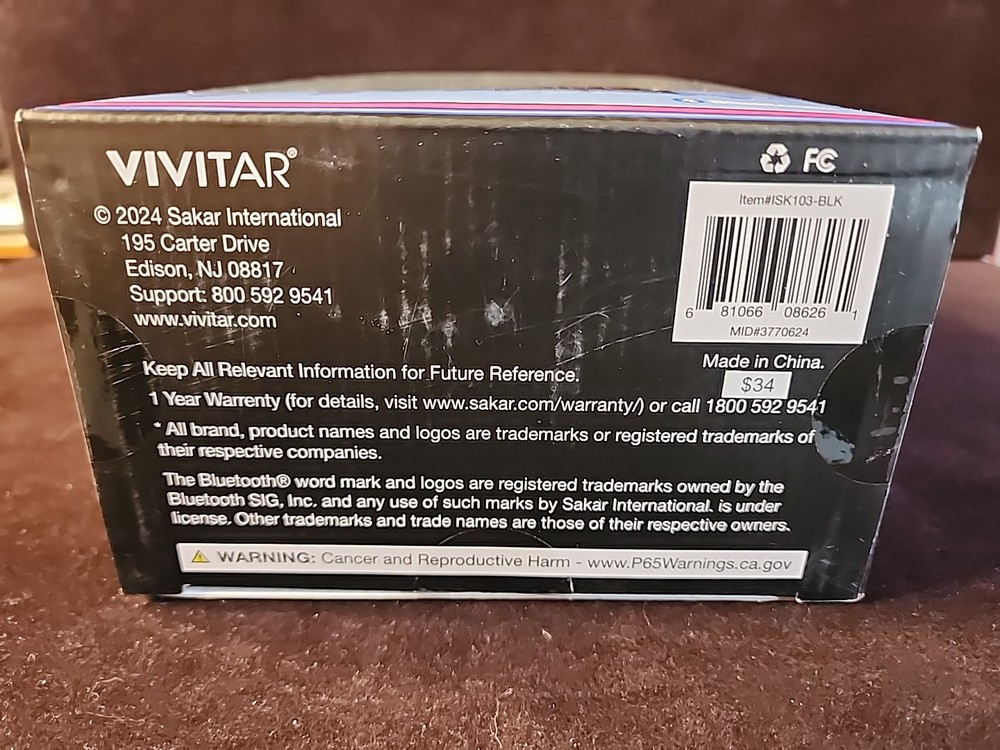 VIVITAR®
© 2024 Sakar International
195 Carter Drive
Edison, NJ 08817
Support: 800 592 9541
www.vivitar.com
FC
Item#ISK103-BLK
6 81066 08626 1
MID#3770624
Made in China.
$34
Keep All Relevant Information for Future Reference.
1 Year Warrenty (for details, visit www.sakar.com/warranty/) or call 1800 592 9541
* All brand, product names and logos are trademarks or registered trademarks of
their respective companies.
The Bluetooth® word mark and logos are registered trademarks owned by the
Bluetooth SIG, Inc. and any use of such marks by Sakar International. is under
license. Other trademarks and trade names are those of their respective owners.
WARNING: Cancer and Reproductive Harm - www.P65Warnings.ca.gov